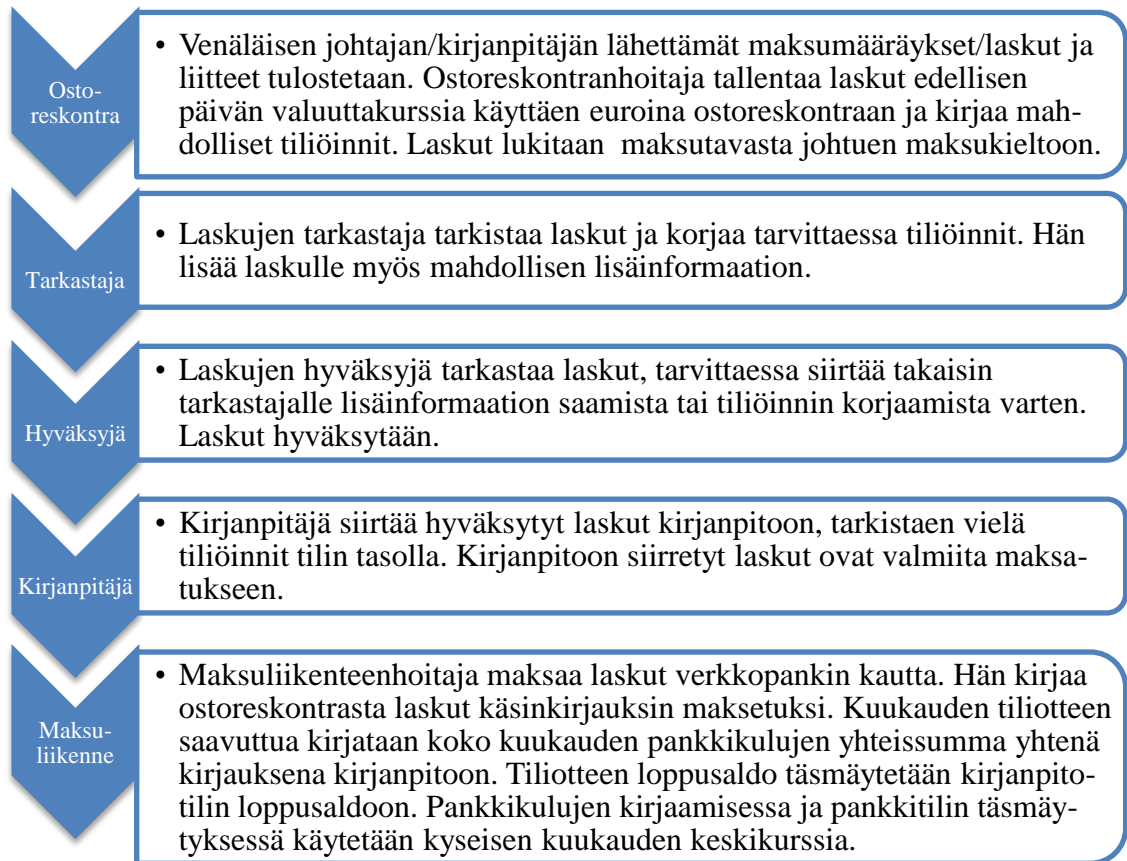 Osto-
reskontra
• Venäläisen johtajan/kirjanpitäjän lähettämät maksumääräykset/laskut ja
liitteet tulostetaan. Ostoreskontranhoitaja tallentaa laskut edellisen
päivän valuuttakurssia käyttäen euroina ostoreskontraan ja kirjaa mah-
dolliset tiliöinnit. Laskut lukitaan maksutavasta johtuen maksukieltoon.
Tarkastaja
• Laskujen tarkastaja tarkistaa laskut ja korjaa tarvittaessa tiliöinnit. Hän
lisää laskulle myös mahdollisen lisäinformaation.
Hyväksyjä
• Laskujen hyväksyjä tarkastaa laskut, tarvittaessa siirtää takaisin
tarkastajalle lisäinformaation saamista tai tiliöinnin korjaamista varten.
Laskut hyväksytään.
Kirjanpitäjä
• Kirjanpitäjä siirtää hyväksytyt laskut kirjanpitoon, tarkistaen vielä
tiliöinnit tilin tasolla. Kirjanpitoon siirretyt laskut ovat valmiita maksa-
tukseen.
Maksu-
liikenne
• Maksuliikenteenhoitaja maksaa laskut verkkopankin kautta. Hän kirjaa
ostoreskontrasta laskut käsinkirjauksin maksetuksi. Kuukauden tiliotteen
saavuttua kirjataan koko kuukauden pankkikulujen yhteissumma yhtenä
kirjauksena kirjanpitoon. Tiliotteen loppusaldo täsmäytetään kirjanpito-
tilin loppusaldoon. Pankkikulujen kirjaamisessa ja pankkitilin täsmäy-
tyksessä käytetään kyseisen kuukauden keskikurssia.